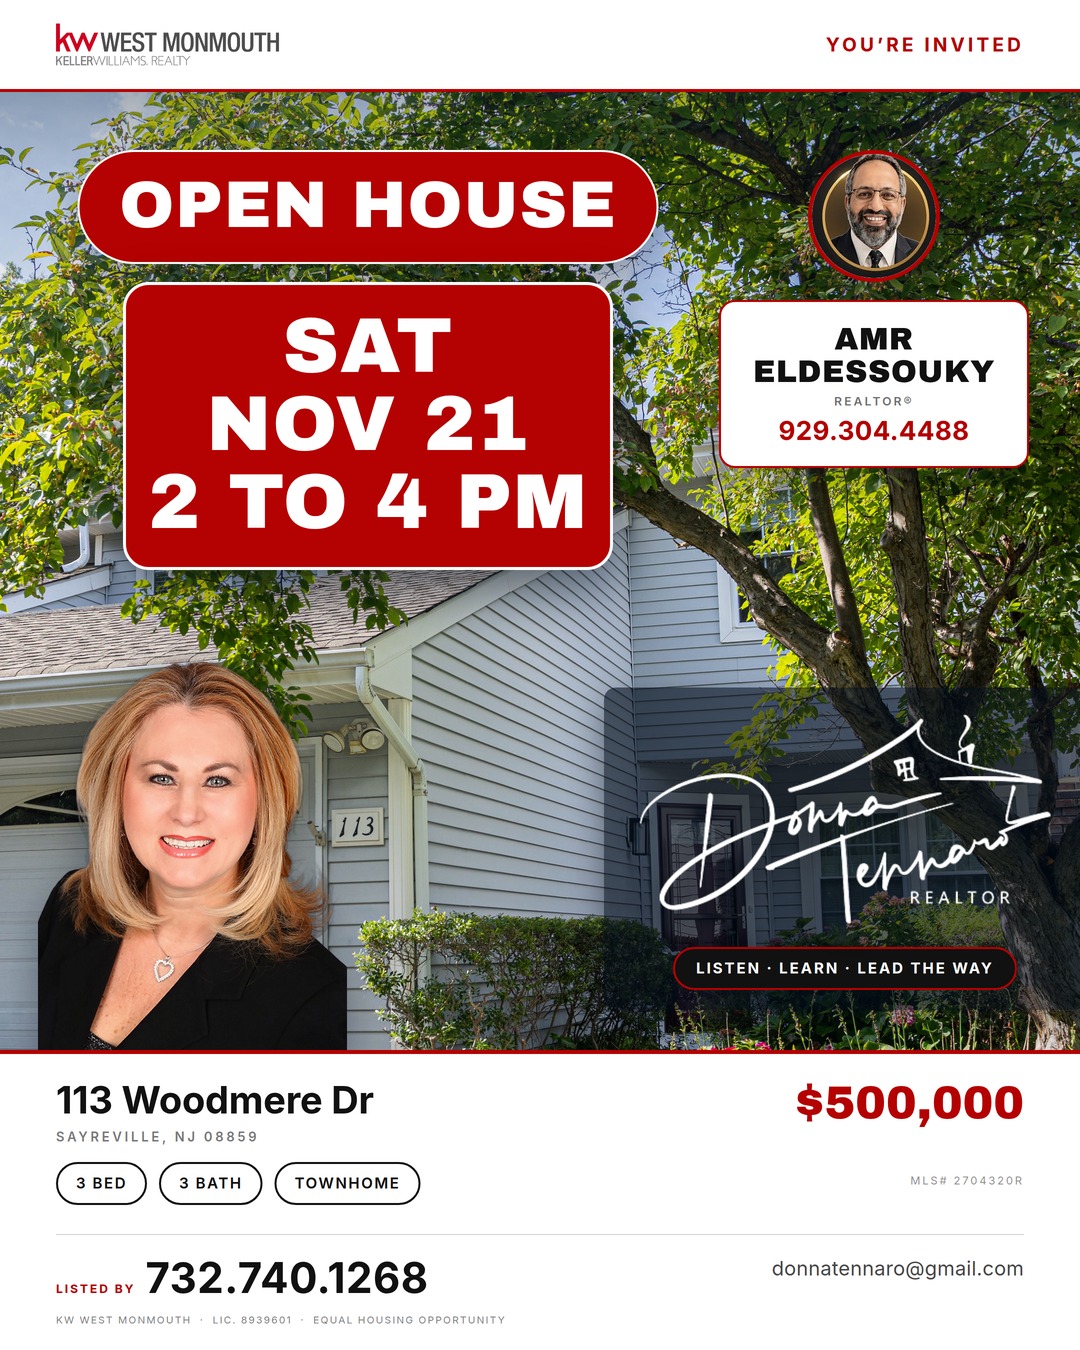 kw WEST MONMOUTH
KELLERWILLIAMS. REALTY
YOU'RE INVITED
OPEN HOUSE
SAT
NOV 21
2 TO 4 PM
AMR
ELDESSOUKY
REALTOR®
929.304.4488
113
Donna
Tennaro
REALTOR
LISTEN · LEARN · LEAD THE WAY
113 Woodmere Dr
$500,000
SAYREVILLE, NJ 08859
3 BED
3 BATH
TOWNHOME
MLS# 2704320R
LISTED BY 732.740.1268
donnatennaro@gmail.com
KW WEST MONMOUTH · LIC. 8939601 · EQUAL HOUSING OPPORTUNITY